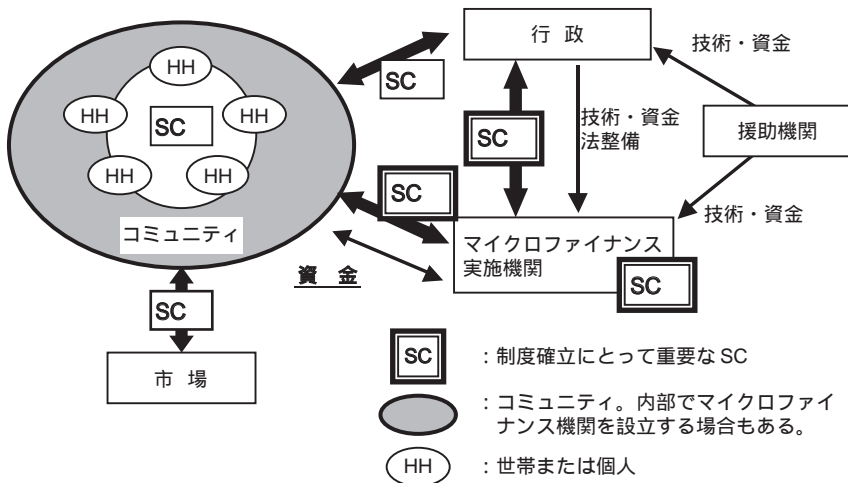 行 政
技術・資金
SC
HH
HH
HH
SC
SC
技術・資金
法整備
援助機関
HH
HH
SC
技術・資金
コミュニティ
マイクロファイナンス
実施機関
資 金
SC
SC
市 場
SC
：制度確立にとって重要な SC
：コミュニティ。内部でマイクロファイ
ナンス機関を設立する場合もある。
HH
：世帯または個人